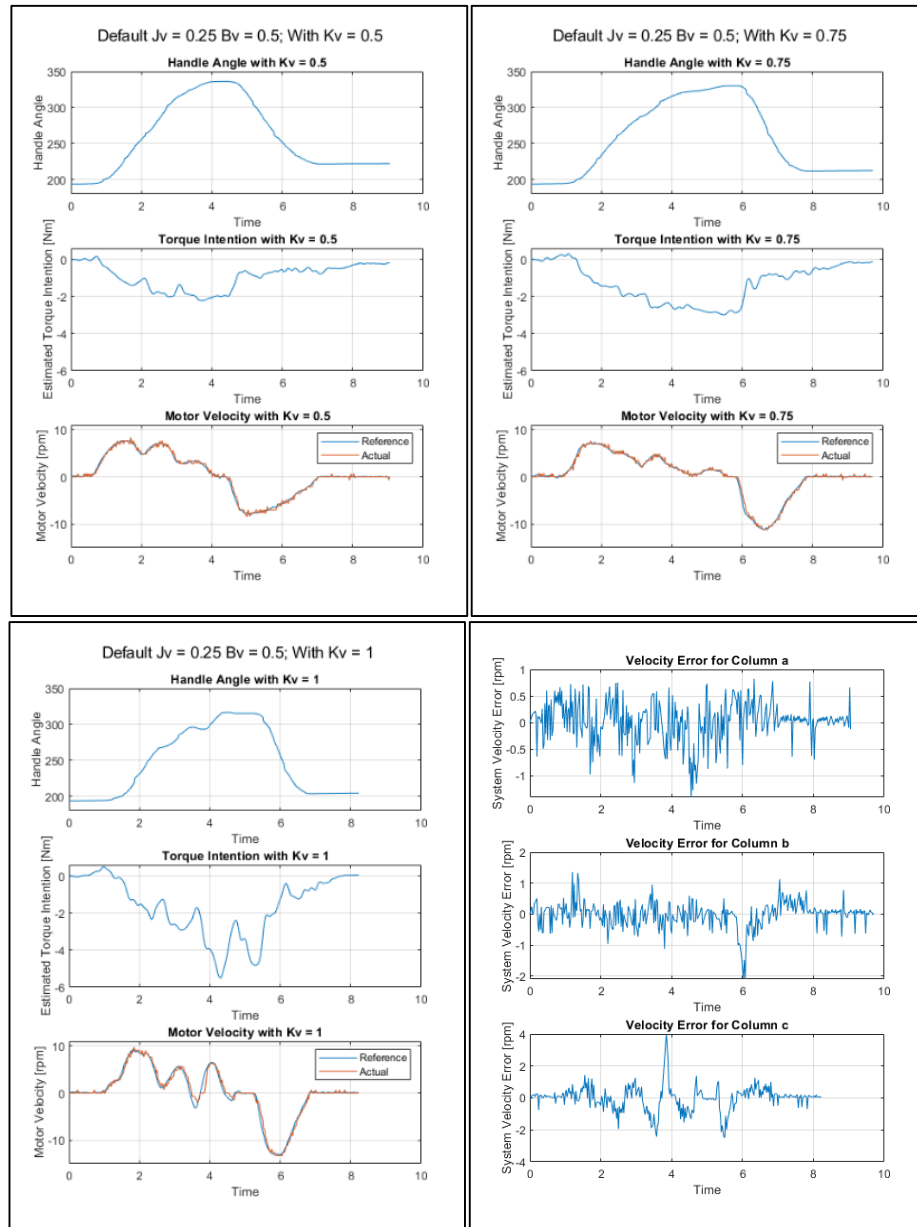 Default Jv = 0.25 Bv = 0.5; With Kv = 0.5
Handle Angle with Kv = 0.5
Handle Angle
350
300
250
200
0 2 4 6 8 10
Time
Torque Intention with Kv = 0.5
Estimated Torque Intention [Nm]
0
-2
-4
-6
0 2 4 6 8 10
Motor Velocity with Kv = 0.5
Motor Velocity [rpm]
10
0
-10
Reference
Actual
0 2 4 6 8 10
Time
Default Jv = 0.25 Bv = 0.5; With Kv = 0.75
Handle Angle with Kv = 0.75
Handle Angle
350
300
250
200
0 2 4 6 8 10
Time
Torque Intention with Kv = 0.75
Estimated Torque Intention [Nm]
0
-2
-4
-6
0 2 4 6 8 10
Motor Velocity with Kv = 0.75
Motor Velocity [rpm]
10
0
-10
Reference
Actual
0 2 4 6 8 10
Time
Default Jv = 0.25 Bv = 0.5; With Kv = 1
Handle Angle with Kv = 1
Handle Angle
350
300
250
200
0 2 4 6 8 10
Time
Torque Intention with Kv = 1
Estimated Torque Intention [Nm]
0
-2
-4
-6
0 2 4 6 8 10
Time
Motor Velocity with Kv = 1
Motor Velocity [rpm]
10
0
-10
Reference
Actual
0 2 4 6 8 10
Time
Velocity Error for Column a
System Velocity Error [rpm]
1
0.5
0
-0.5
-1
0 2 4 6 8 10
Time
Velocity Error for Column b
System Velocity Error [rpm]
2
1
0
-1
-2
0 2 4 6 8 10
Time
Velocity Error for Column c
System Velocity Error [rpm]
4
2
0
-2
-4
0 2 4 6 8 10
Time